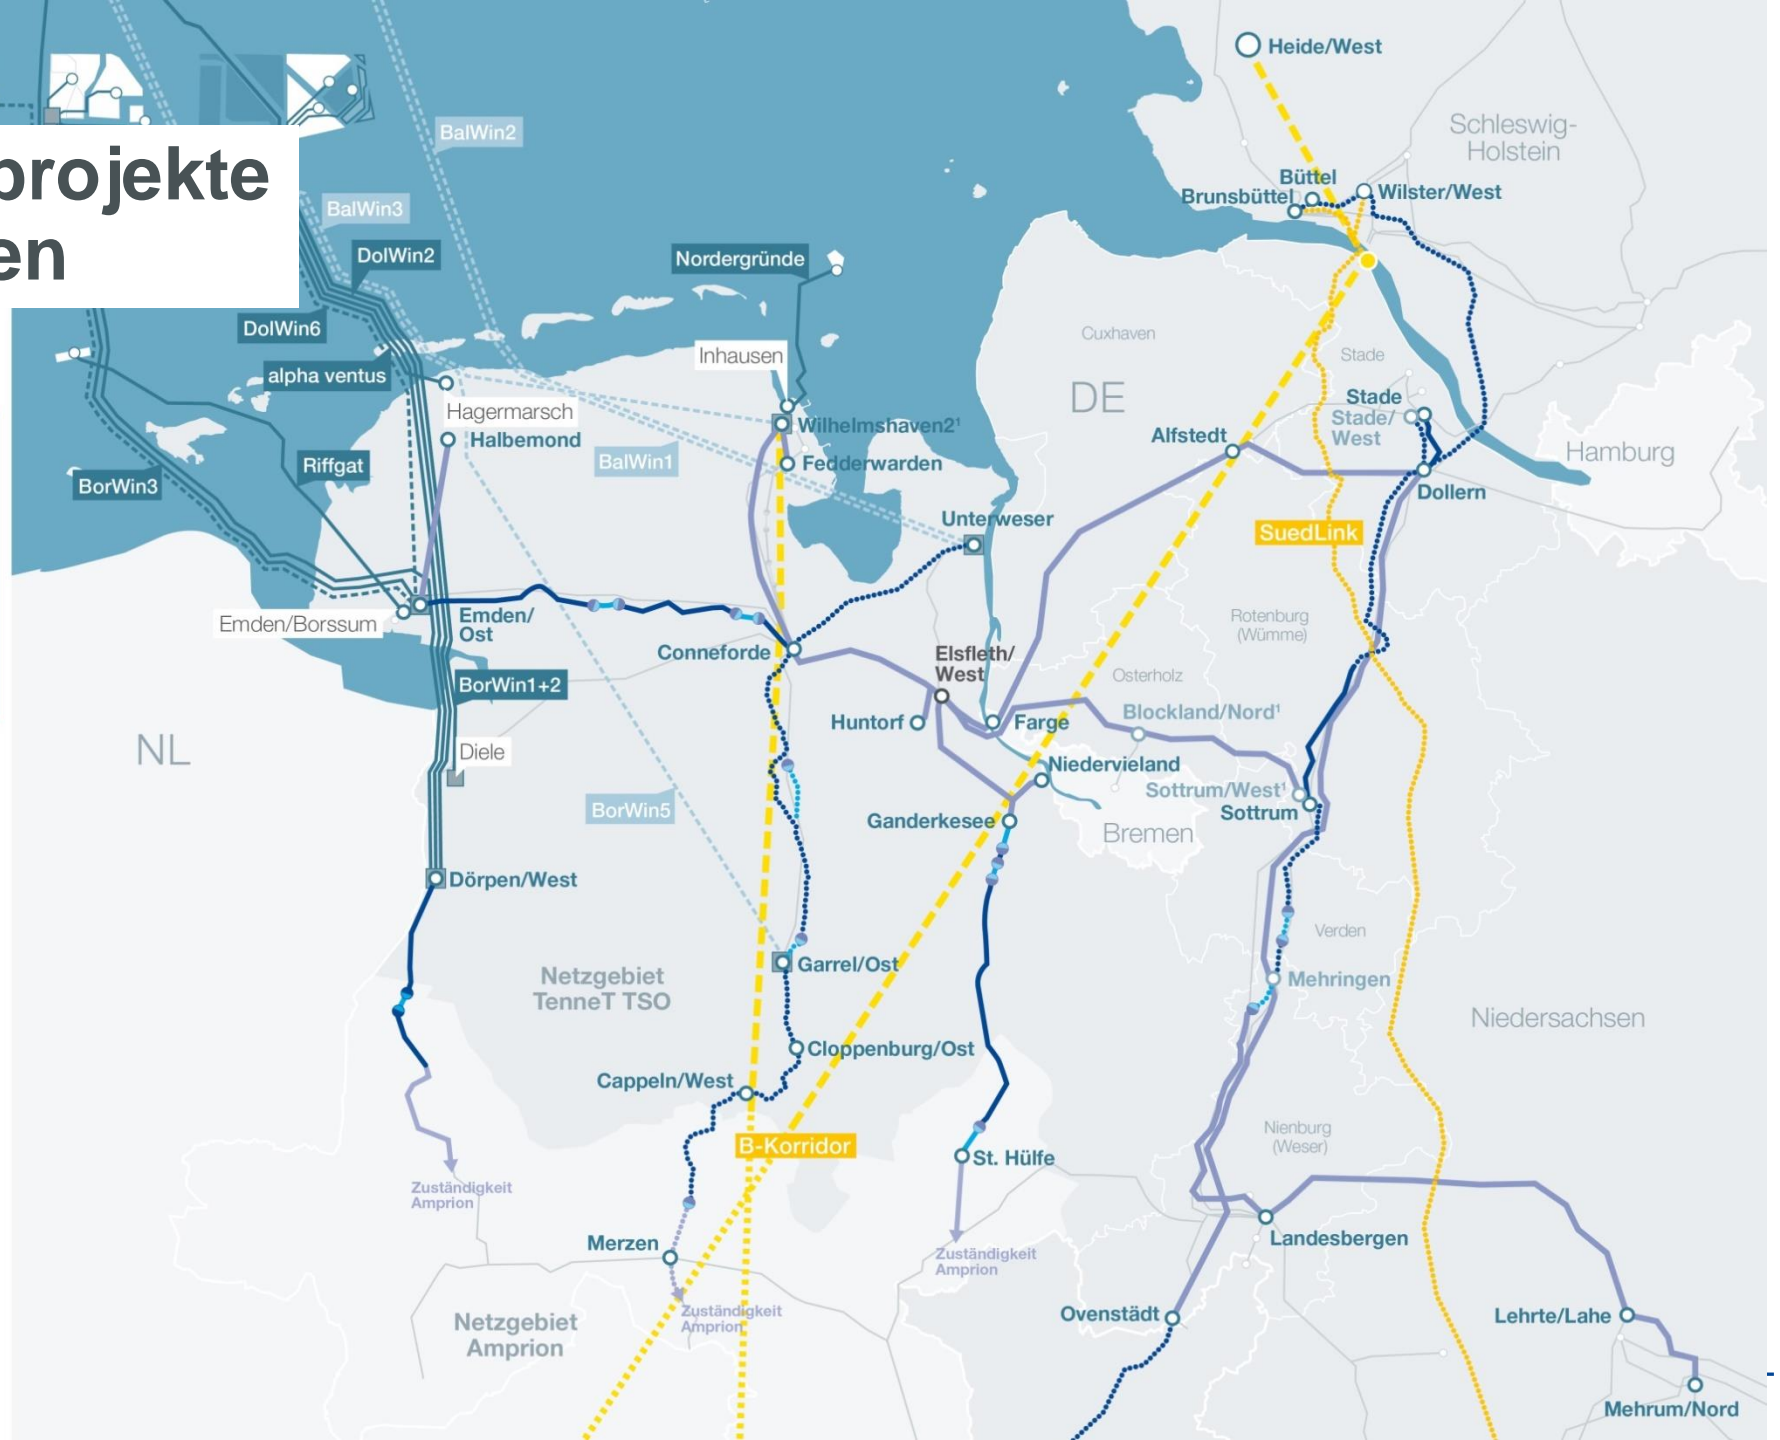 Heide/West
Schleswig-
Holstein
BalWin2
projekte
en
Büttel
Brunsbüttel
Wilster/West
BalWin3
DolWin2
Nordergründe
DolWin6
Cuxhaven
Inhausen
Stade
alpha ventus
DE
Stade
Hagermarsch
Stade/
West
Wilhelmshaven2¹
Halbemond
Alfstedt
Hamburg
BalWin1
Fedderwarden
Riffgat
BorWin3
Dollern
Unterweser
SuedLink
Emden/Borssum
Emden/
Ost
Rotenburg
(Wümme)
Conneforde
Elsfleth/
West
Osterholz
BorWin1+2
Huntorf
Farge
Blockland/Nord¹
NL
Diele
Niedervieland
Sottrum/West¹
BorWin5
Sottrum
Ganderkesee
Bremen
Dörpen/West
Verden
Garrel/Ost
Netzgebiet
TenneT TSO
Mehringen
Niedersachsen
Cloppenburg/Ost
Cappeln/West
Nienburg
(Weser)
B-Korridor
St. Hülfe
Zuständigkeit
Amprion
Merzen
Landesbergen
Zuständigkeit
Amprion
Zuständigkeit
Amprion
Ovenstädt
Lehrte/Lahe
Netzgebiet
Amprion
Mehrum/Nord